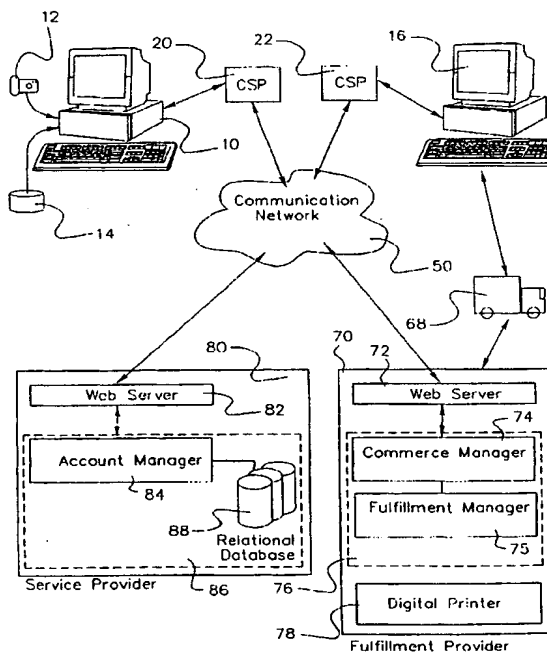 12
20
22
16
CSP
CSP
10
14
Communication
Network
50
68
80
70
72
Web Server
82
Web Server
74
Account Manager
Commerce Manager
84
Fulfillment Manager
88
Relational
Database
75
86
76
Service Provider
Digital Printer
78
Fulfillment Provider